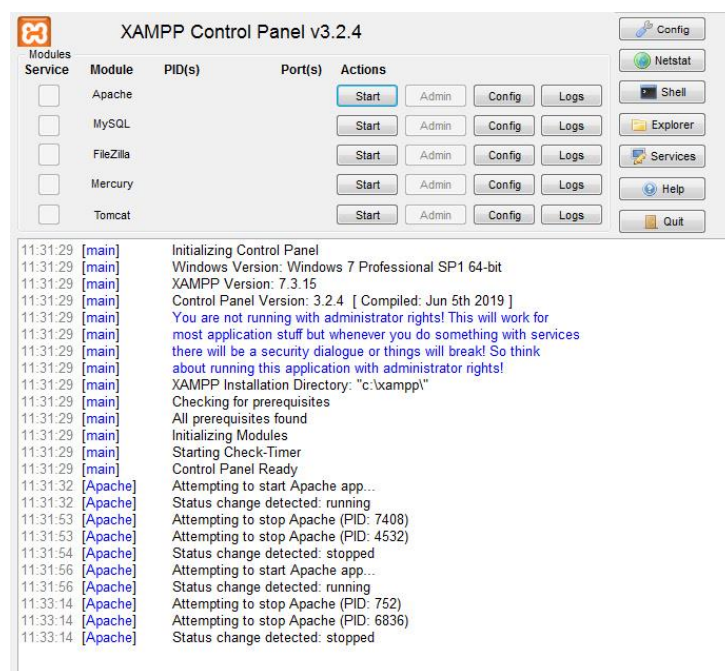 XAMPP Control Panel v3.2.4
Config
Modules
Service Module PID(s) Port(s) Actions
Netstat
Apache Start Admin Config Logs
Shell
MySQL Start Admin Config Logs
Explorer
FileZilla Start Admin Config Logs
Services
Mercury Start Admin Config Logs
Help
Tomcat Start Admin Config Logs
Quit
11:31:29 [main] Initializing Control Panel
11:31:29 [main] Windows Version: Windows 7 Professional SP1 64-bit
11:31:29 [main] XAMPP Version: 7.3.15
11:31:29 [main] Control Panel Version: 3.2.4 [ Compiled: Jun 5th 2019 ]
11:31:29 [main] You are not running with administrator rights! This will work for
11:31:29 [main] most application stuff but whenever you do something with services
11:31:29 [main] there will be a security dialogue or things will break! So think
11:31:29 [main] about running this application with administrator rights!
11:31:29 [main] XAMPP Installation Directory: "c:\xampp\"
11:31:29 [main] Checking for prerequisites
11:31:29 [main] All prerequisites found
11:31:29 [main] Initializing Modules
11:31:29 [main] Starting Check-Timer
11:31:29 [main] Control Panel Ready
11:31:32 [Apache] Attempting to start Apache app...
11:31:32 [Apache] Status change detected: running
11:31:53 [Apache] Attempting to stop Apache (PID: 7408)
11:31:53 [Apache] Attempting to stop Apache (PID: 4532)
11:31:54 [Apache] Status change detected: stopped
11:31:56 [Apache] Attempting to start Apache app...
11:31:56 [Apache] Status change detected: running
11:33:14 [Apache] Attempting to stop Apache (PID: 752)
11:33:14 [Apache] Attempting to stop Apache (PID: 6836)
11:33:14 [Apache] Status change detected: stopped